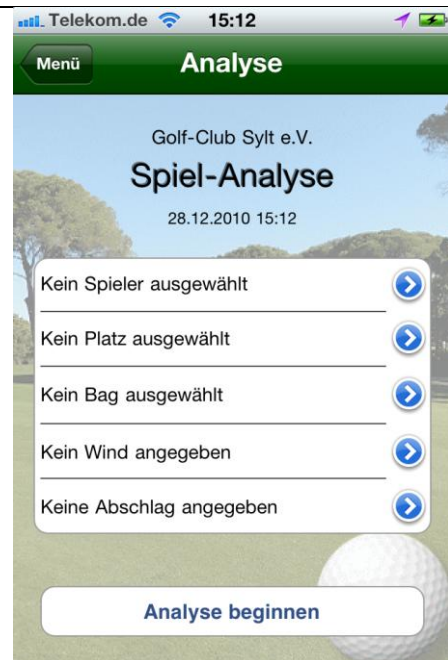 Telekom.de 15:12
Menü Analyse
Golf-Club Sylt e.V.
Spiel-Analyse
28.12.2010 15:12
Kein Spieler ausgewählt
Kein Platz ausgewählt
Kein Bag ausgewählt
Kein Wind angegeben
Keine Abschlag angegeben
Analyse beginnen